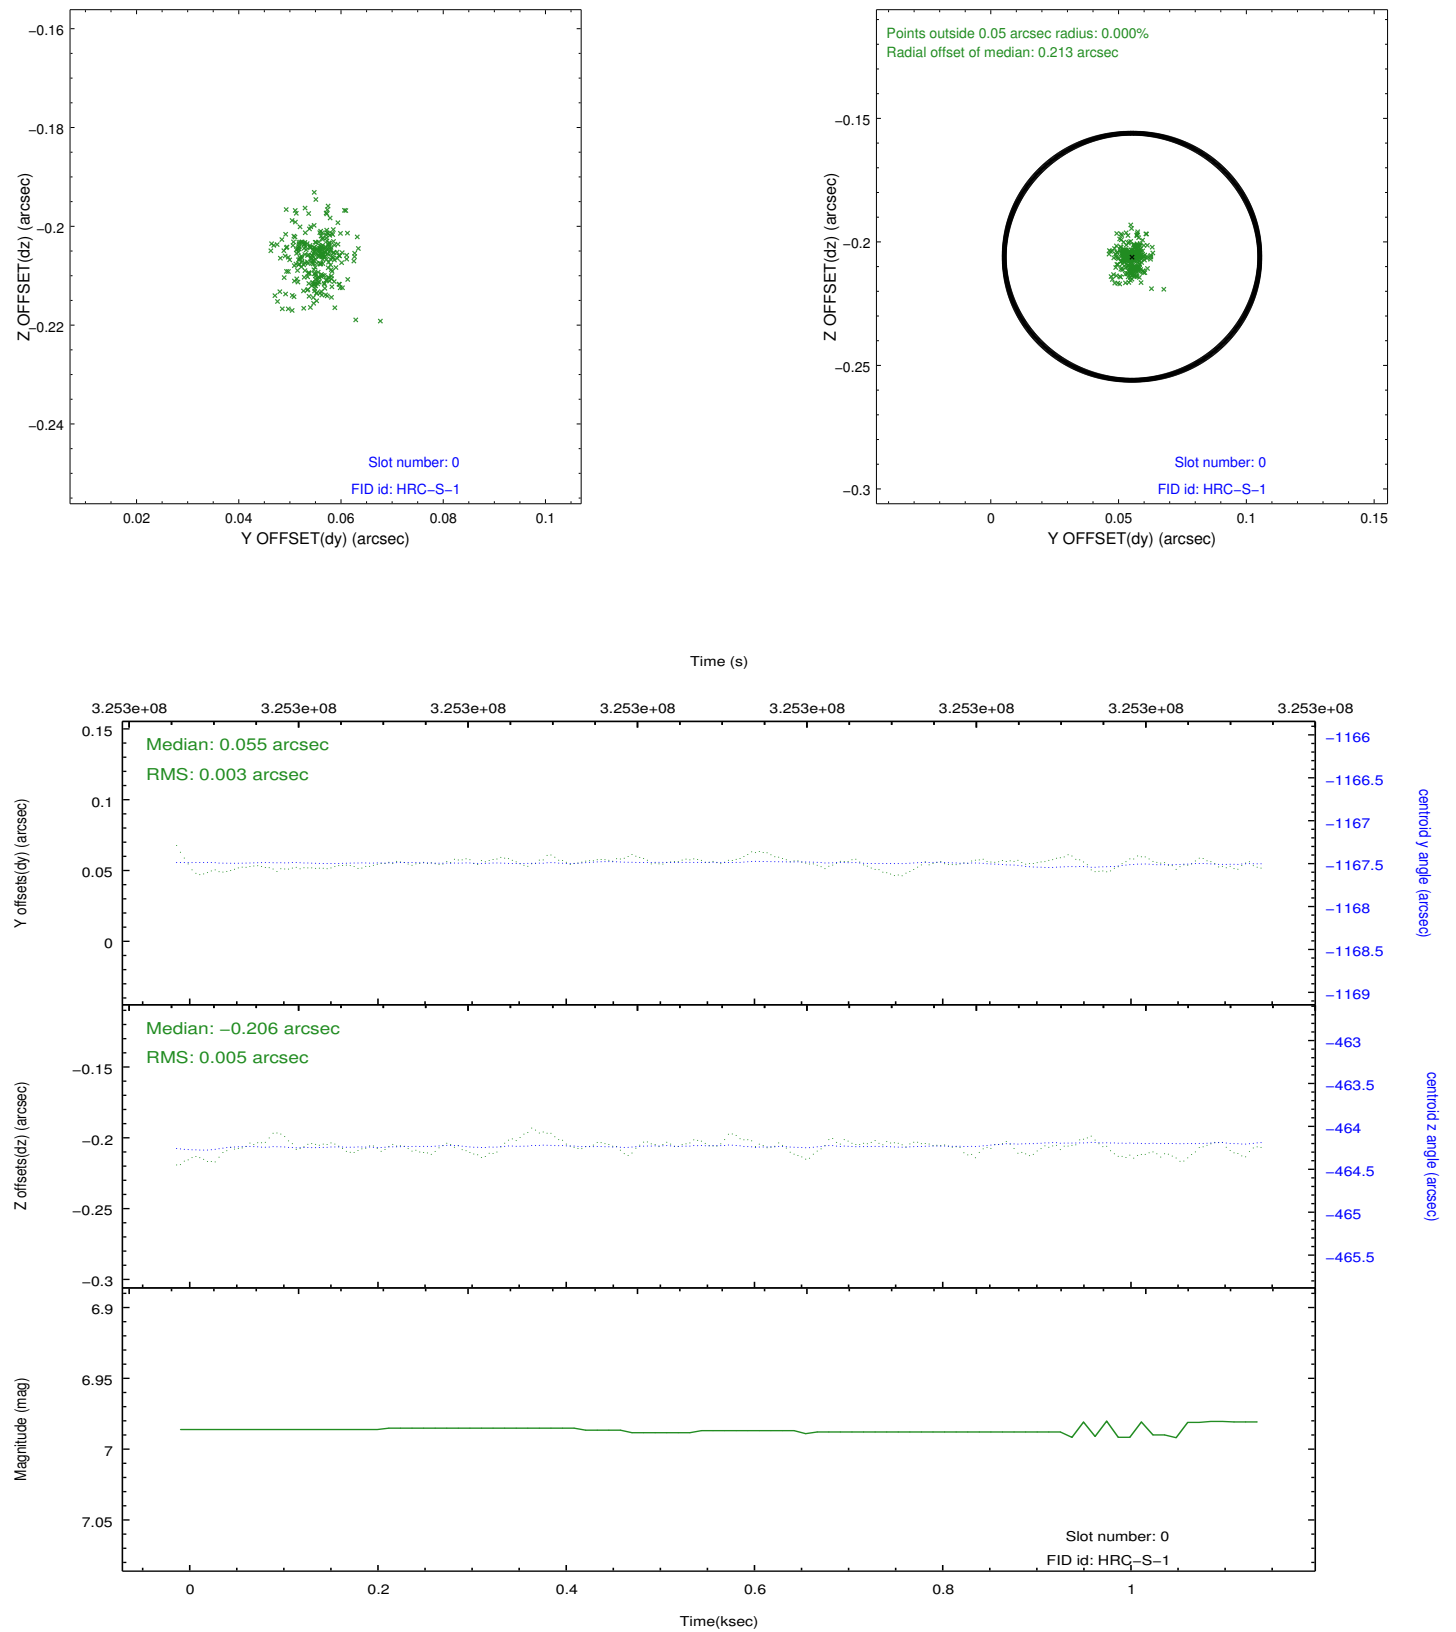 −0.16
−0.18
−0.2
−0.22
−0.24
Z OFFSET(dz) (arcsec)
0.02 0.04 0.06 0.08 0.1
Y OFFSET(dy) (arcsec)
Slot number: 0
FID id: HRC−S−1
Points outside 0.05 arcsec radius: 0.000%
Radial offset of median: 0.213 arcsec
−0.15
−0.2
−0.25
−0.3
Z OFFSET(dz) (arcsec)
0 0.05 0.1 0.15
Y OFFSET(dy) (arcsec)
Slot number: 0
FID id: HRC−S−1
Time (s)
3.253e+08 3.253e+08 3.253e+08 3.253e+08 3.253e+08 3.253e+08 3.253e+08 3.253e+08
Median: 0.055 arcsec
RMS: 0.003 arcsec
0.15
0.1
0.05
0
Y offsets(dy) (arcsec)
−1166
−1166.5
−1167
−1167.5
−1168
−1168.5
−1169
centroid y angle (arcsec)
Median: −0.206 arcsec
RMS: 0.005 arcsec
−0.15
−0.2
−0.25
−0.3
Z offsets(dz) (arcsec)
−463
−463.5
−464
−464.5
−465
−465.5
centroid z angle (arcsec)
6.9
6.95
7
7.05
Magnitude (mag)
Slot number: 0
FID id: HRC−S−1
0 0.2 0.4 0.6 0.8 1
Time(ksec)